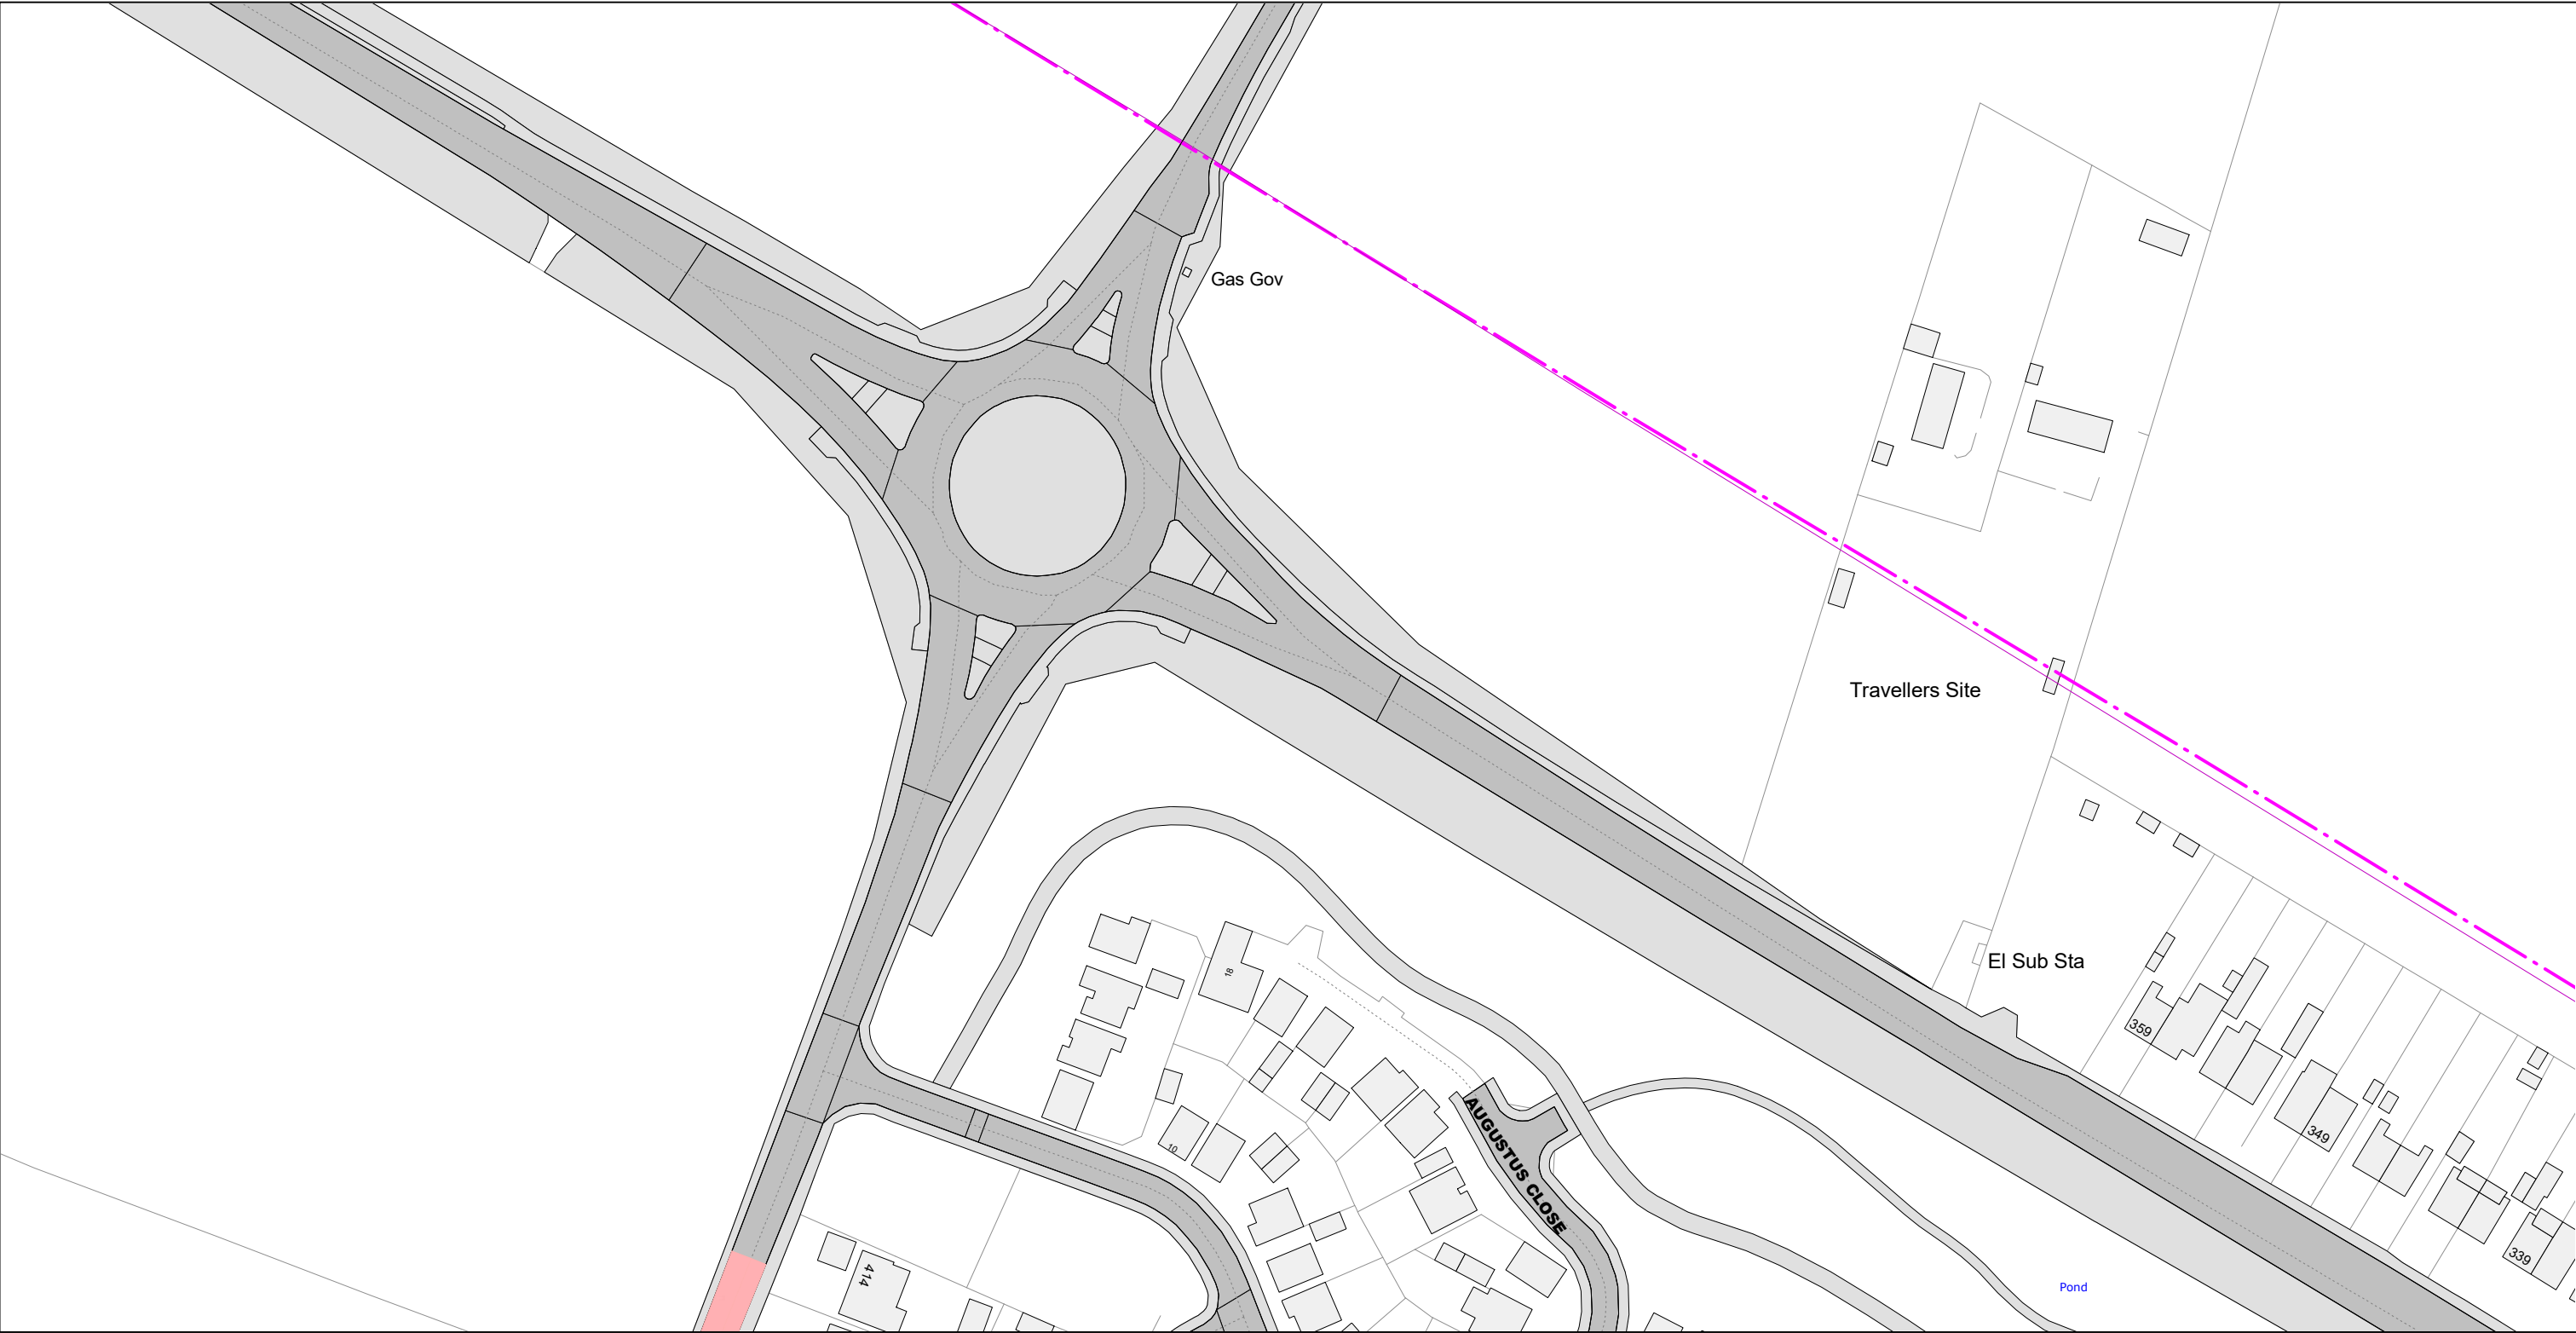 Gas Gov
Travellers Site
El Sub Sta
18
359
AUGUSTUS CLOSE
349
10
339
414
Pond